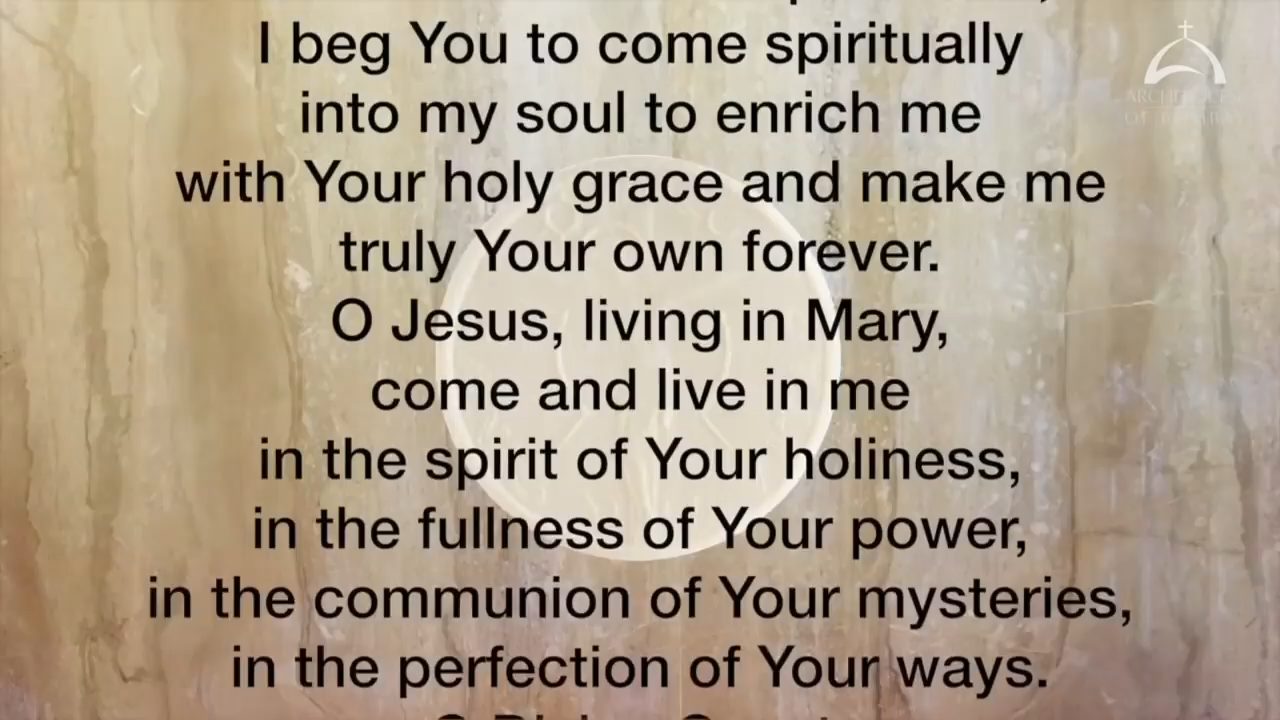 I beg You to come spiritually
into my soul to enrich me
with Your holy grace and make me
truly Your own forever.
O Jesus, living in Mary,
come and live in me
in the spirit of Your holiness,
in the fullness of Your power,
in the communion of Your mysteries,
in the perfection of Your ways.